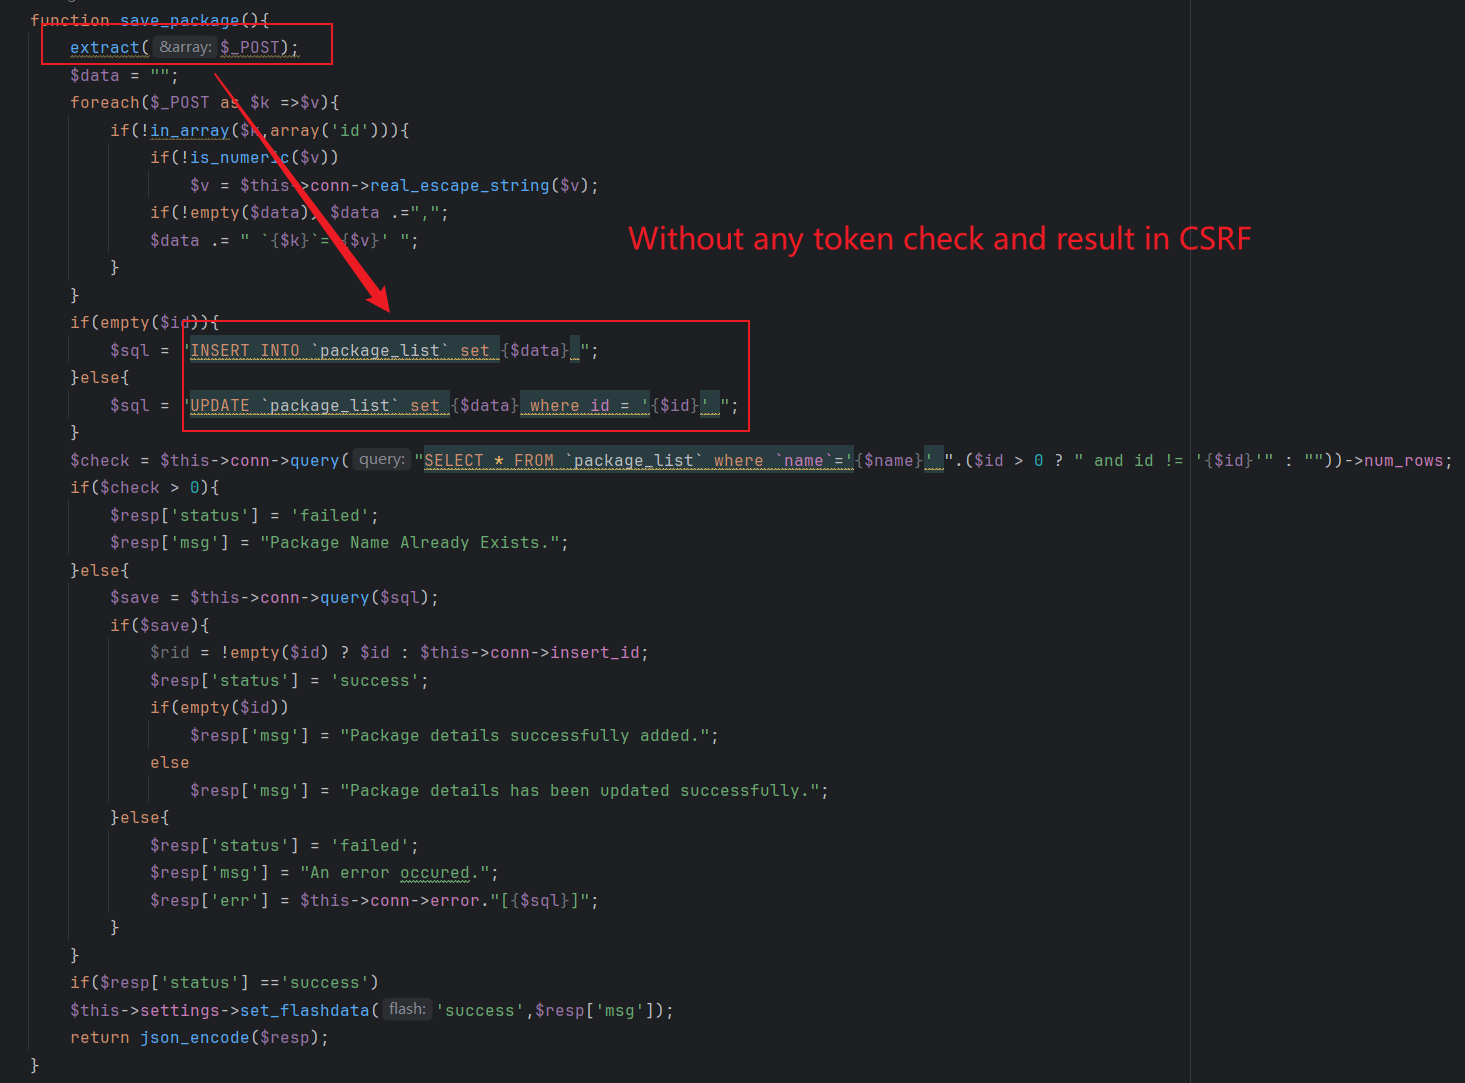 function save_package(){
extract( &array: $_POST);
$data = "";
foreach($_POST as $k =>$v){
if(!in_array($k,array('id'))){
if(!is_numeric($v))
$v = $this->conn->real_escape_string($v);
if(!empty($data)) $data .=",";
$data .= " `{$k}`='{$v}' ";
Without any token check and result in CSRF
}
}
if(empty($id)){
$sql = "INSERT INTO `package_list` set {$data} ";
}else{
$sql = "UPDATE `package_list` set {$data} where id = '{$id}' ";
}
$check = $this->conn->query( query: "SELECT * FROM `package_list` where `name`='{$name}' ".($id > 0 ? " and id != '{$id}'" : ""))->num_rows;
if($check > 0){
$resp['status'] = 'failed';
$resp['msg'] = "Package Name Already Exists.";
}else{
$save = $this->conn->query($sql);
if($save){
$rid = !empty($id) ? $id : $this->conn->insert_id;
$resp['status'] = 'success';
if(empty($id))
$resp['msg'] = "Package details successfully added.";
else
$resp['msg'] = "Package details has been updated successfully.";
}else{
$resp['status'] = 'failed';
$resp['msg'] = "An error occured.";
$resp['err'] = $this->conn->error."[{$sql}]";
}
}
if($resp['status'] =='success')
$this->settings->set_flashdata( flash: 'success',$resp['msg']);
return json_encode($resp);
}